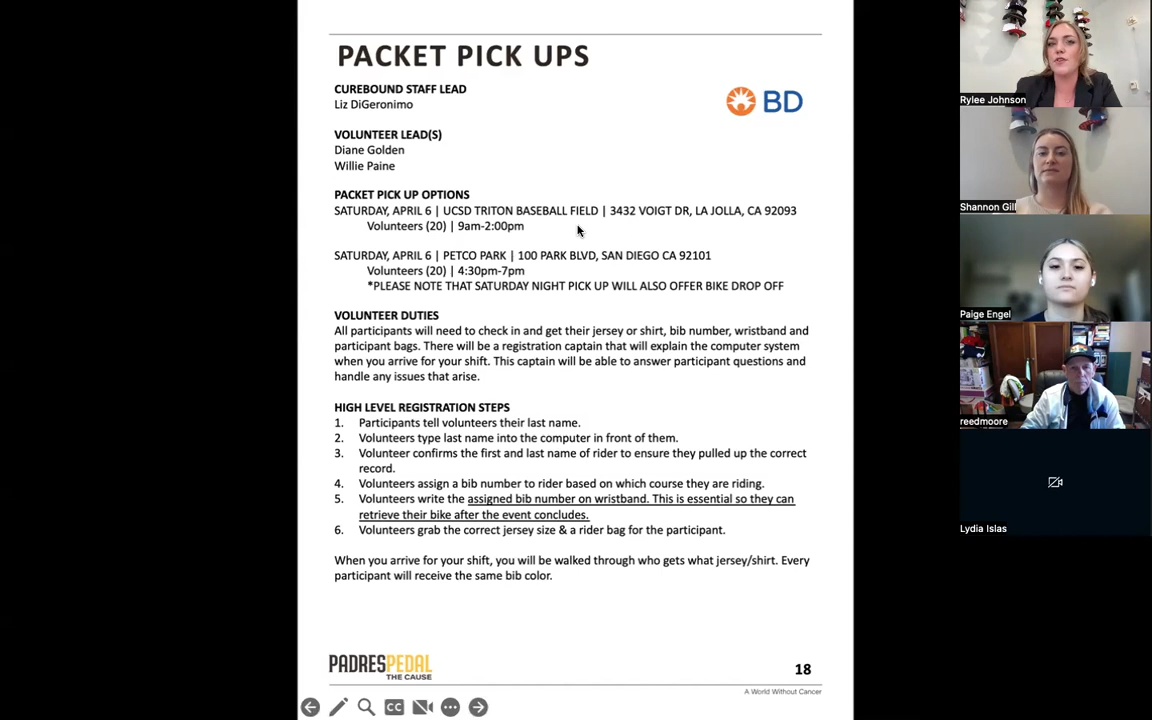 PACKET PICK UPS
CUREBOUND STAFF LEAD
Liz DiGeronimo
BD
VOLUNTEER LEAD(S)
Diane Golden
Willie Paine
PACKET PICK UP OPTIONS
SATURDAY, APRIL 6 | UCSD TRITON BASEBALL FIELD | 3432 VOIGT DR, LA JOLLA, CA 92093
Volunteers (20) | 9am-2:00pm
SATURDAY, APRIL 6 | PETCO PARK | 100 PARK BLVD, SAN DIEGO CA 92101
Volunteers (20) | 4:30pm-7pm
*PLEASE NOTE THAT SATURDAY NIGHT PICK UP WILL ALSO OFFER BIKE DROP OFF
VOLUNTEER DUTIES
All participants will need to check in and get their jersey or shirt, bib number, wristband and
participant bags. There will be a registration captain that will explain the computer system
when you arrive for your shift. This captain will be able to answer participant questions and
handle any issues that arise.
HIGH LEVEL REGISTRATION STEPS
1. Participants tell volunteers their last name.
2. Volunteers type last name into the computer in front of them.
3. Volunteer confirms the first and last name of rider to ensure they pulled up the correct
record.
4. Volunteers assign a bib number to rider based on which course they are riding.
5. Volunteers write the assigned bib number on wristband. This is essential so they can
retrieve their bike after the event concludes.
6. Volunteers grab the correct jersey size & a rider bag for the participant.
When you arrive for your shift, you will be walked through who gets what jersey/shirt. Every
participant will receive the same bib color.
PADRESPEDAL
THE CAUSE
18
A World Without Cancer
CC
Rylee Johnson
Shannon Gill
Paige Engel
reedmoore
Lydia Islas